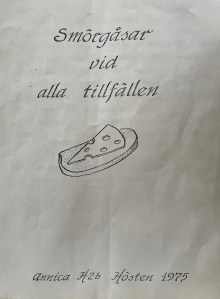 Smörgåsar
vid
alla tillfällen
Annica H2b Hösten 1975